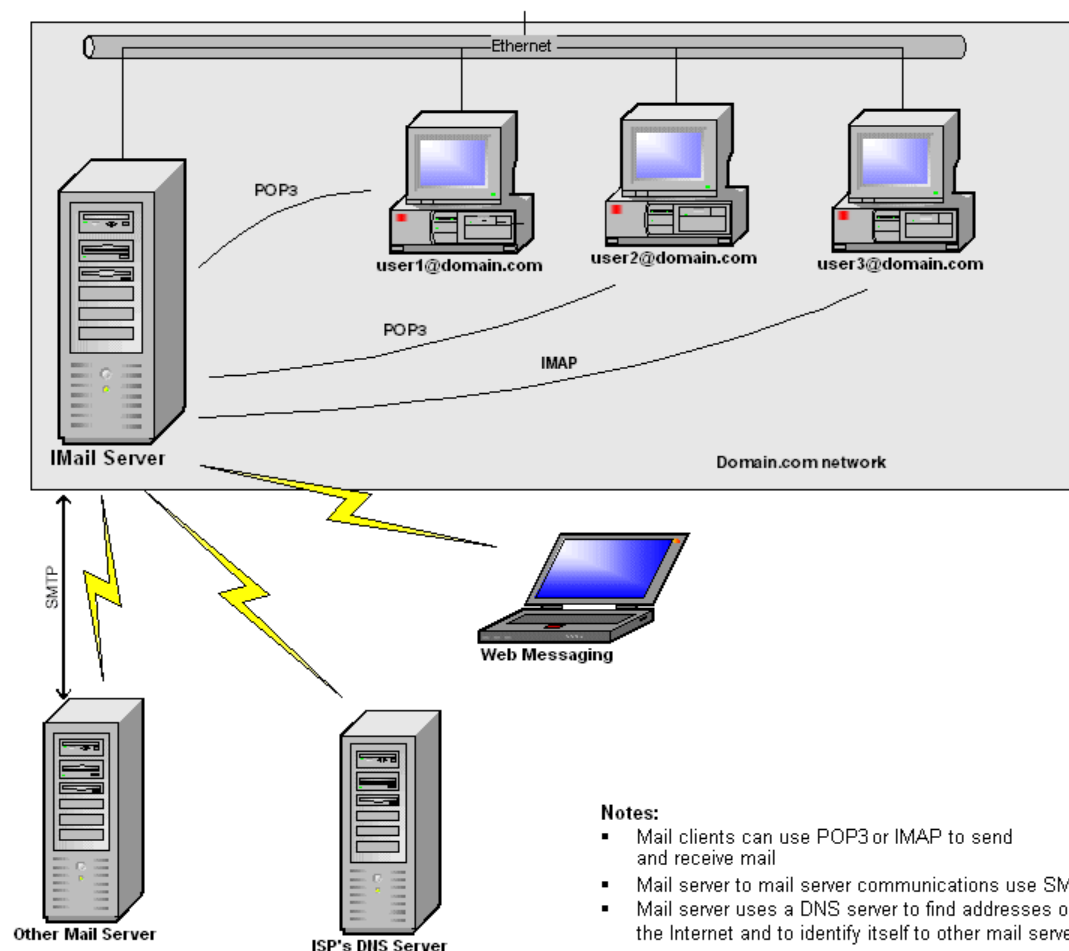 Ethernet
POP3
user1@domain.com
user2@domain.com
user3@domain.com
POP3
IMAP
IMail Server
Domain.com network
SMTP
Web Messaging
Other Mail Server
ISP's DNS Server
Notes:
▪ Mail clients can use POP3 or IMAP to send
and receive mail
▪ Mail server to mail server communications use
▪ Mail server uses a DNS server to find addresses
the Internet and to identify itself to other mail